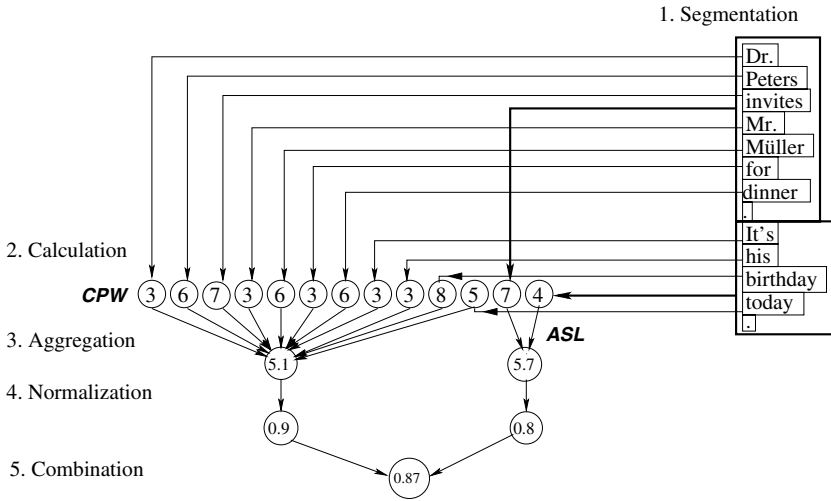 1. Segmentation
Dr.
Peters
invites
Mr.
Müller
for
dinner
.
It's
his
birthday
today
.
2. Calculation
CPW 3 6 7 3 6 3 6 3 3 8 5 7 4
ASL
3. Aggregation
5.1 5.7
4. Normalization
0.9 0.8
5. Combination
0.87